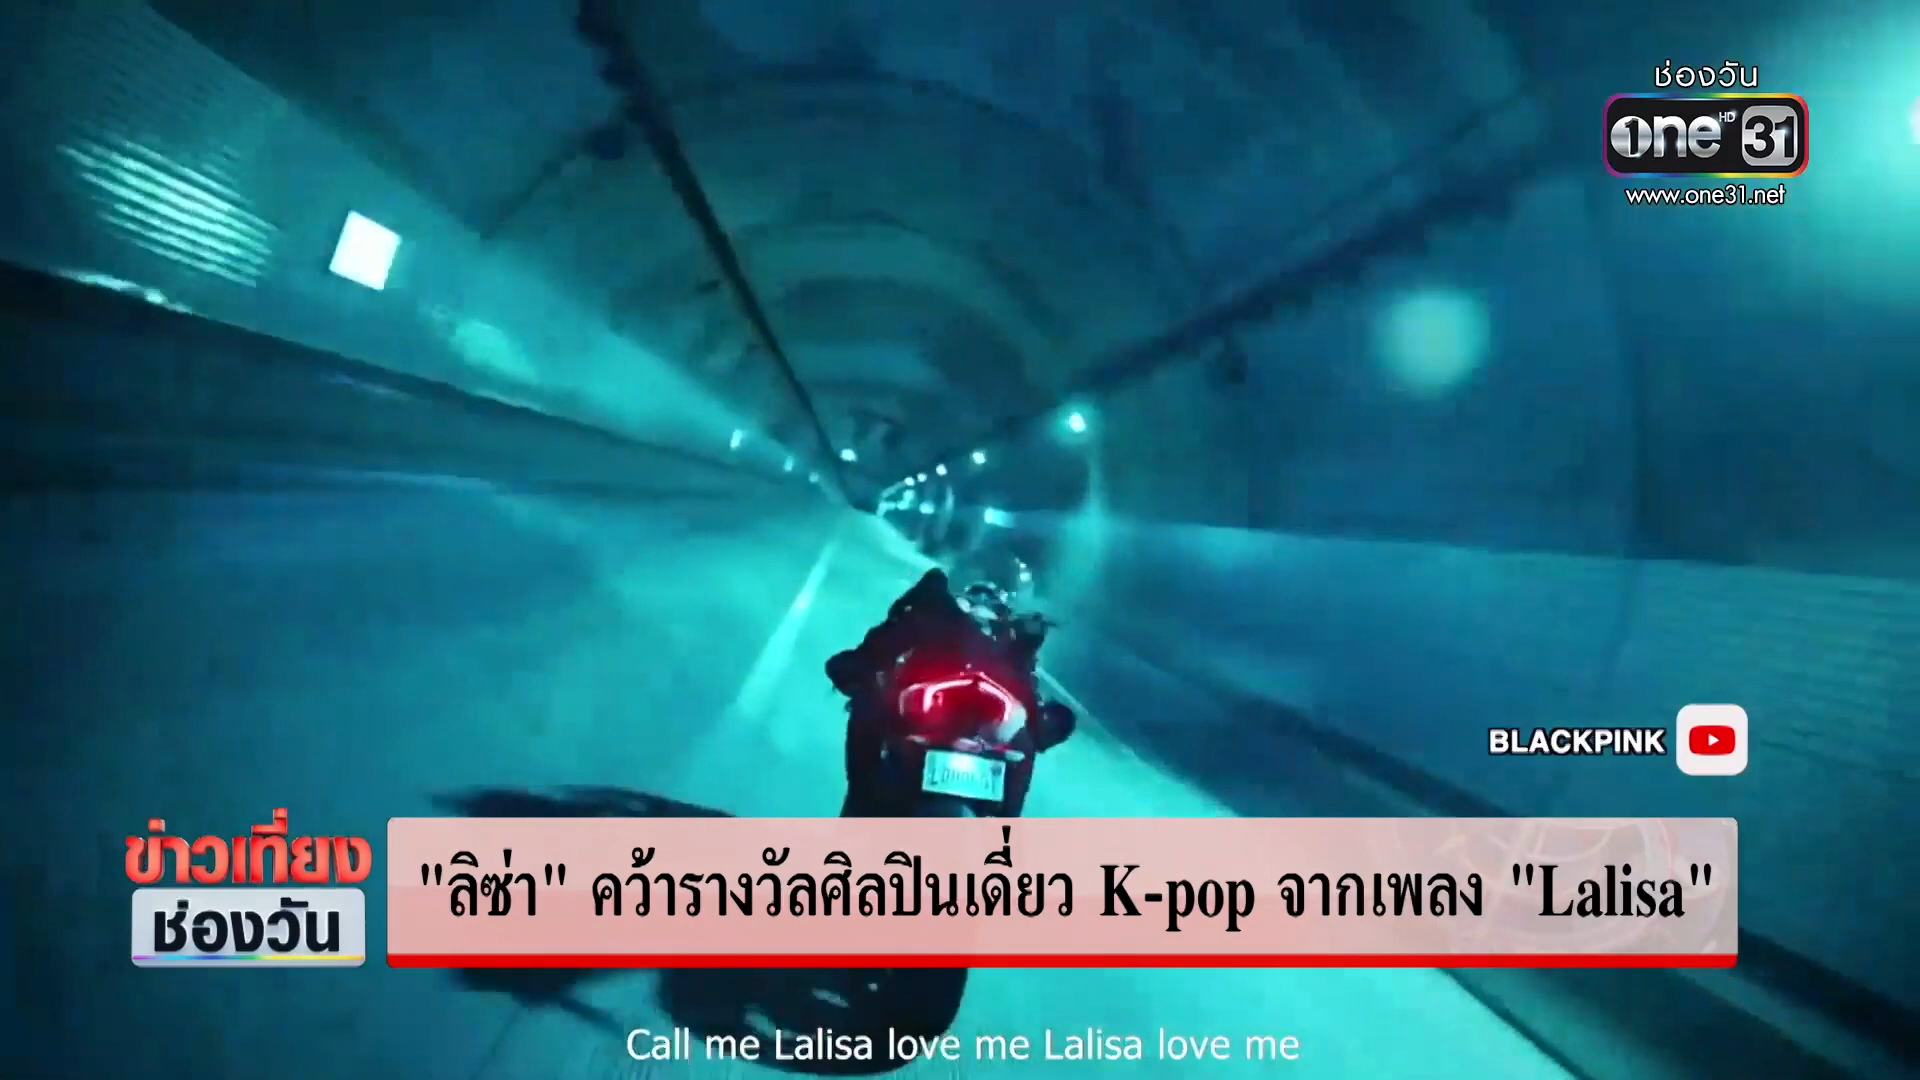 ช่องวัน
one HD 31
www.one31.net
BLACKPINK
ข่าวเที่ยง
ช่องวัน
"ลิซ่า" คว้ารางวัลศิลปินเดี่ยว K-pop จากเพลง "Lalisa"
Call me Lalisa love me Lalisa love me